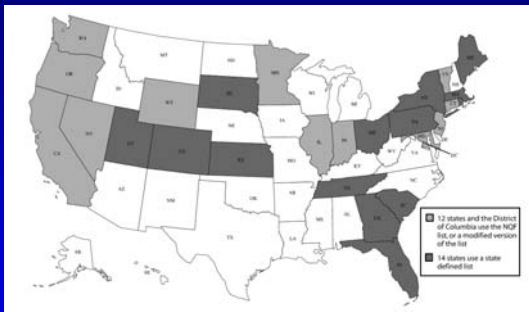 WA
MT
ND
MN
ME
OR
ID
WY
SD
WI
MI
NY
NH
NV
UT
CO
NE
IA
IL
IN
OH
PA
CA
KS
MO
KY
WV
VA
DC
AZ
NM
OK
AR
TN
NC
SC
TX
LA
MS
AL
GA
FL
AK
HI
12 states and the District
of Columbia use the NQF
list, or a modified version
of the list
14 states use a state
defined list